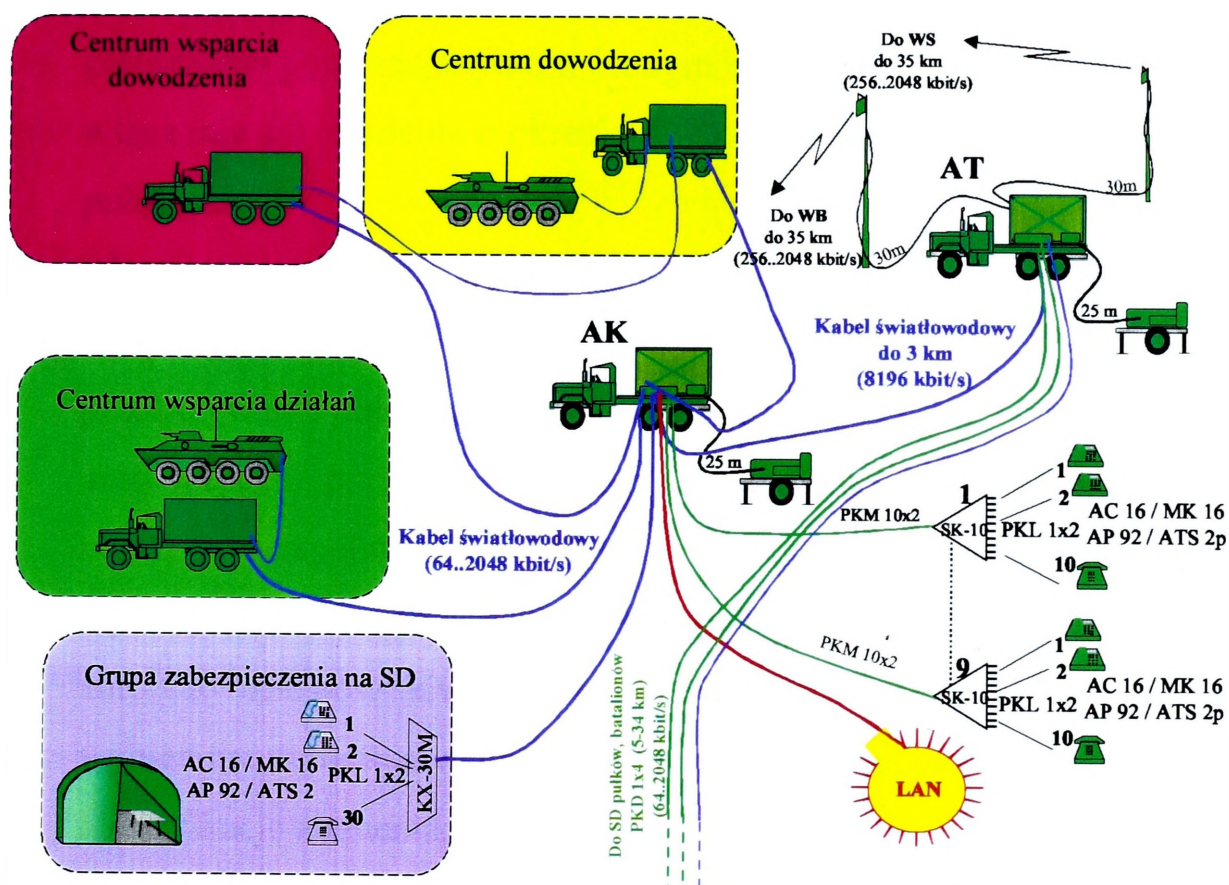 Centrum wsparcia
dowodzenia
Centrum dowodzenia
Do WS
do 35 km
(256..2048 kbit/s)
AT
30m
Do WB
do 35 km
(256..2048 kbit/s)
30m
25 m
Kabel światłowodowy
do 3 km
(8196 kbit/s)
AK
25 m
Centrum wsparcia działań
Kabel światłowodowy
(64..2048 kbit/s)
PKM 10x2
1
SK-10
PKL 1x2
1
2
10
AC 16 / MK 16
AP 92 / ATS 2p
PKM 10x2
9
SK-10
PKL 1x2
1
2
10
AC 16 / MK 16
AP 92 / ATS 2p
Grupa zabezpieczenia na SD
1
2
30
AC 16 / MK 16
AP 92 / ATS 2
PKL 1x2
KX-30M
Do SD pułków, batalionów
PKD 1x4 (5-34 km)
(64..2048 kbit/s)
LAN